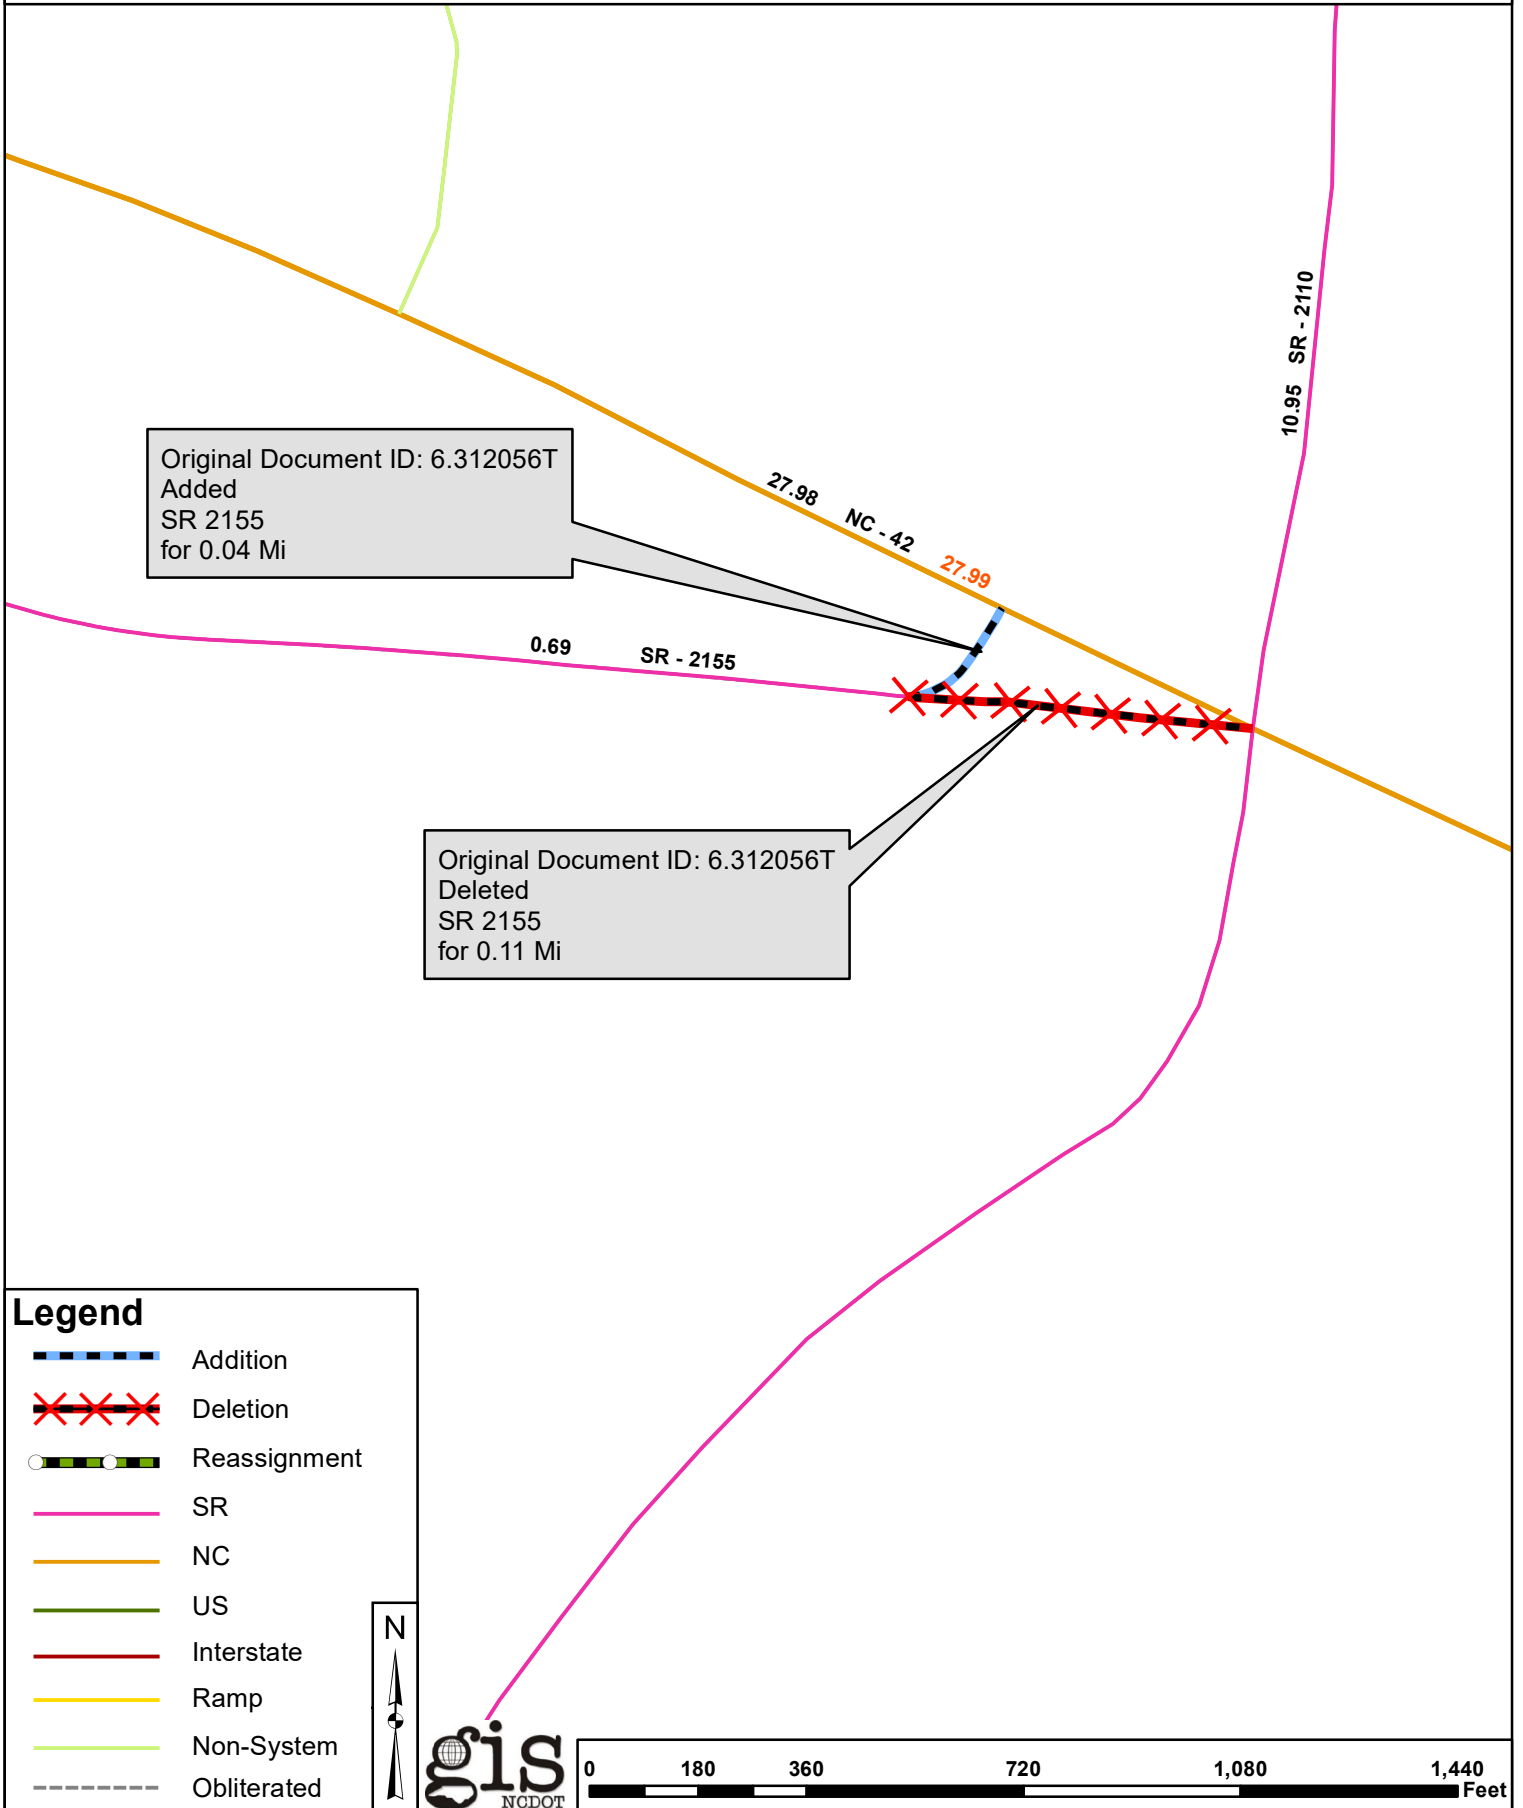 10.95 SR - 2110
Original Document ID: 6.312056T
Added
SR 2155
for 0.04 Mi
27.98 NC - 42 27.99
0.69 SR - 2155
Original Document ID: 6.312056T
Deleted
SR 2155
for 0.11 Mi
Legend
Addition
Deletion
Reassignment
SR
NC
US
Interstate
Ramp
Non-System
Obliterated
N
gis
NCDOT
0 180 360 720 1,080 1,440
Feet